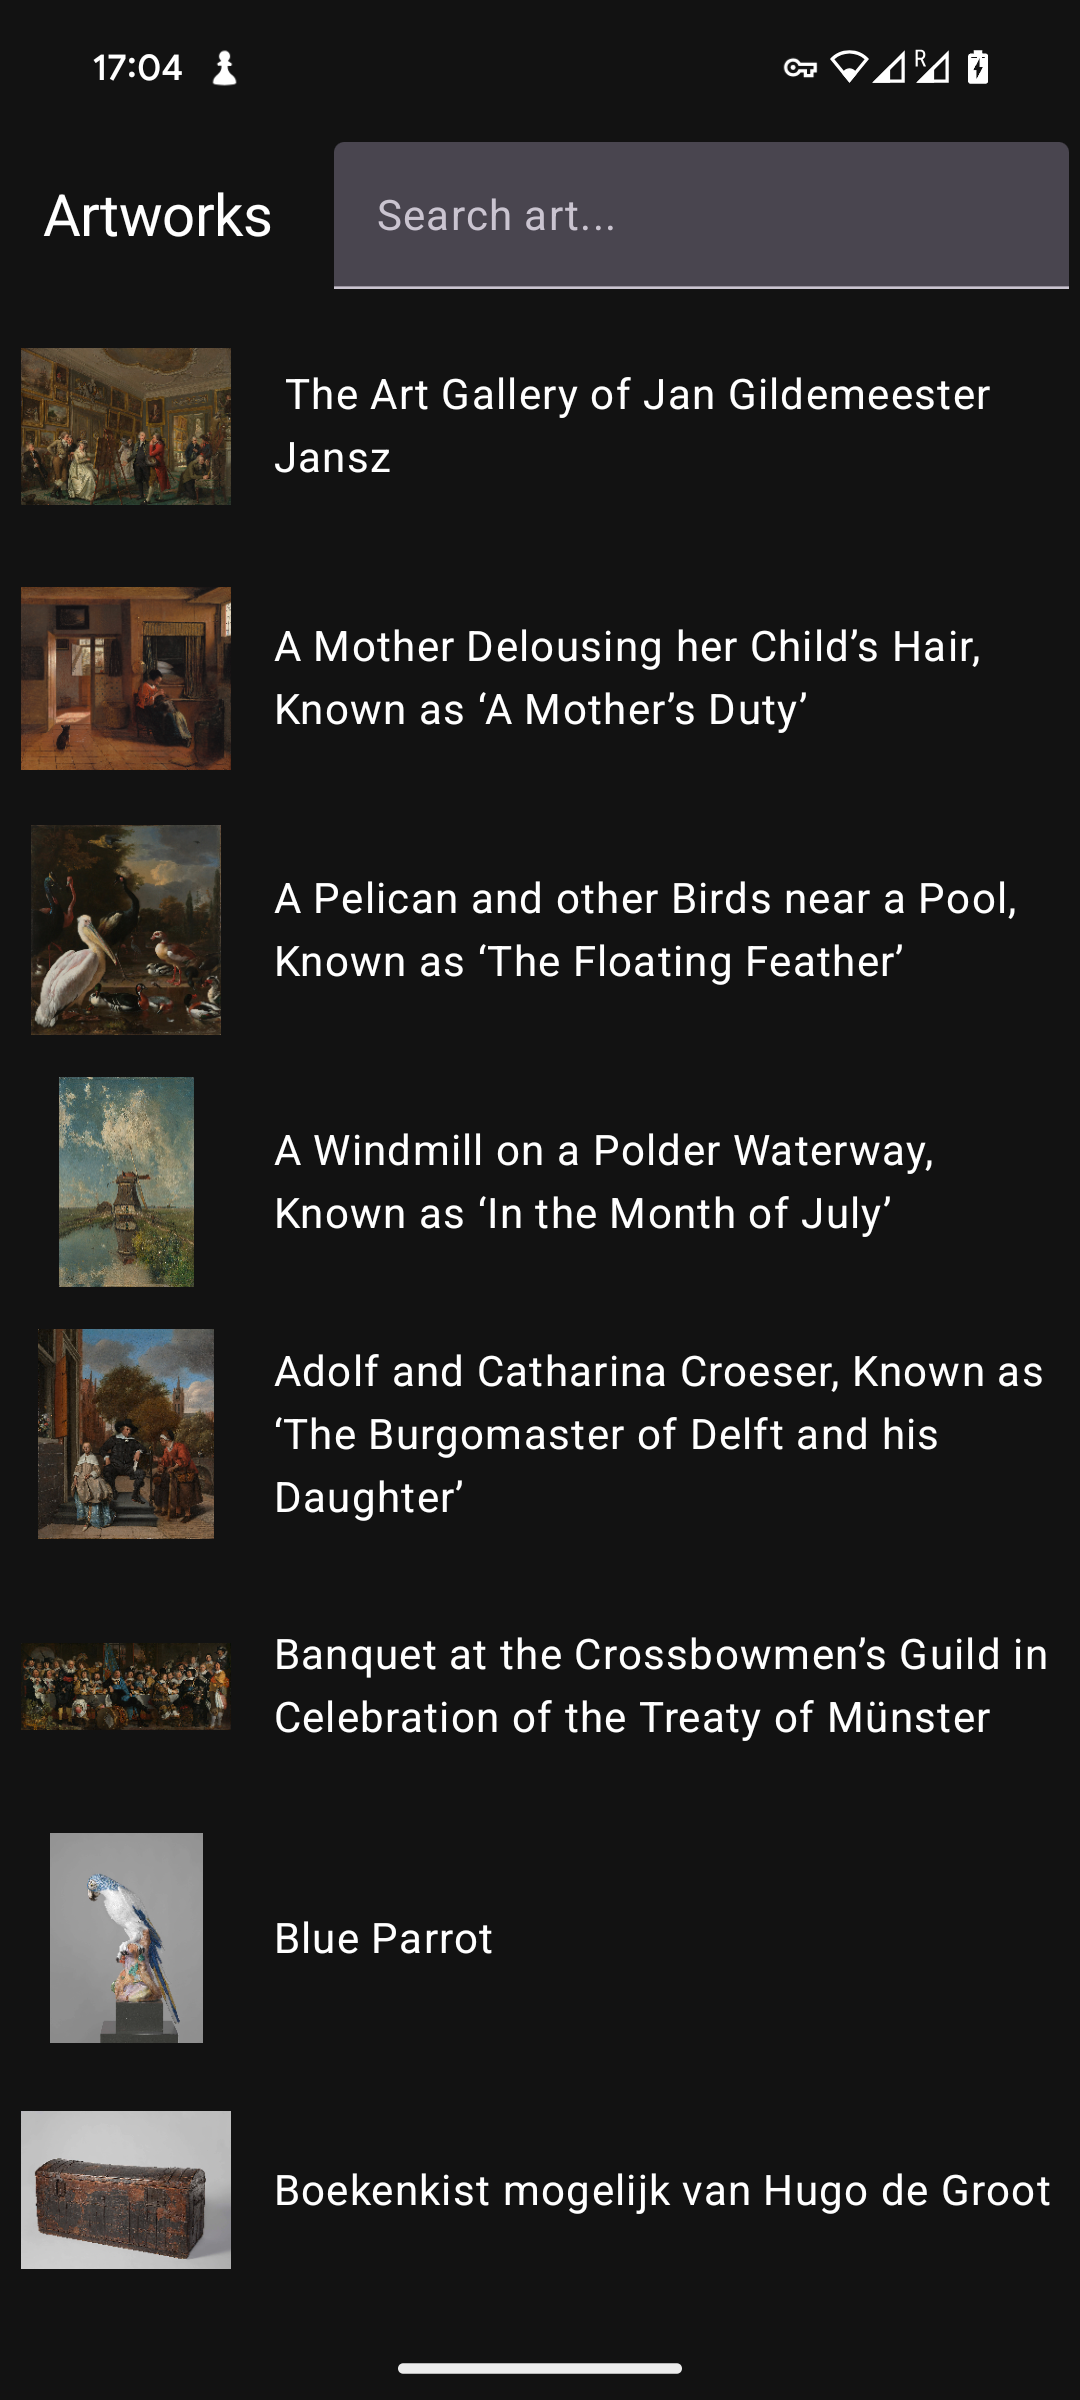 17:04
R
Artworks
Search art...
The Art Gallery of Jan Gildemeester
Jansz
A Mother Delousing her Child’s Hair,
Known as ‘A Mother’s Duty’
A Pelican and other Birds near a Pool,
Known as ‘The Floating Feather’
A Windmill on a Polder Waterway,
Known as ‘In the Month of July’
Adolf and Catharina Croeser, Known as
‘The Burgomaster of Delft and his
Daughter’
Banquet at the Crossbowmen’s Guild in
Celebration of the Treaty of Münster
Blue Parrot
Boekenkist mogelijk van Hugo de Groot